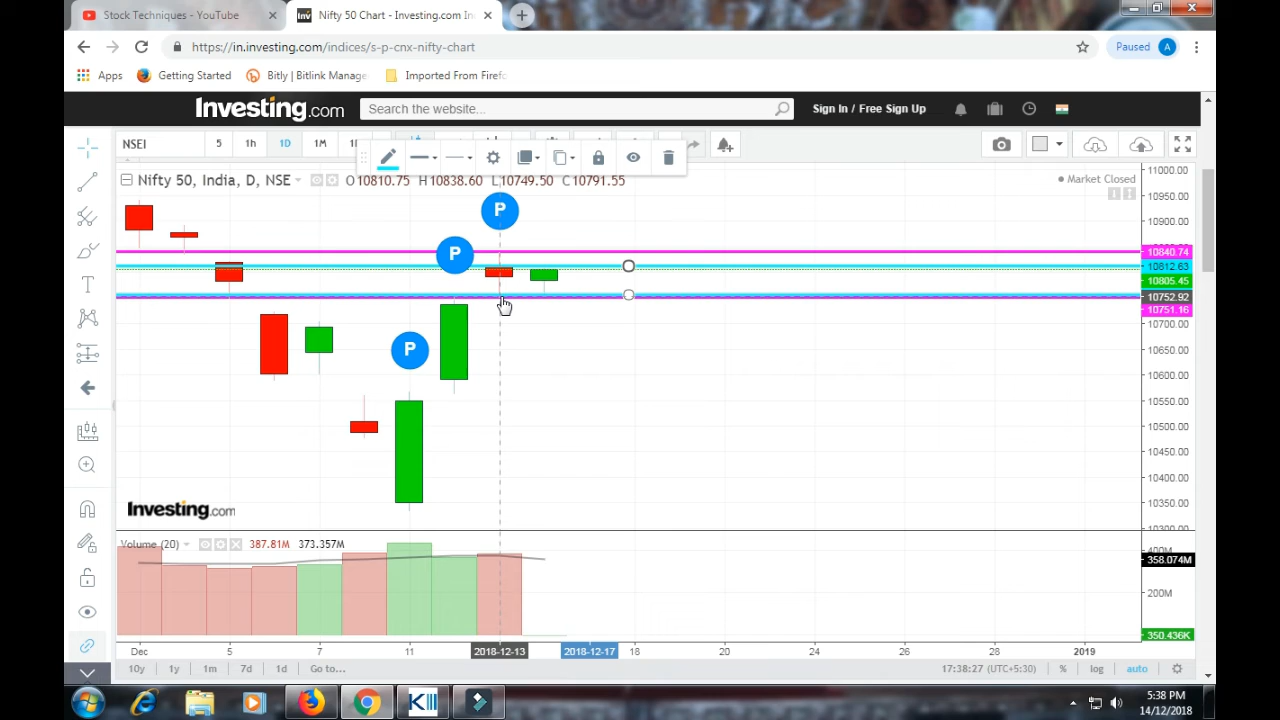 Stock Techniques - YouTube
Nifty 50 Chart - Investing.com In
https://in.investing.com/indices/s-p-cnx-nifty-chart
Paused A
Apps Getting Started Bitly | Bitlink Manage Imported From Firef
Investing.com Search the website... Sign In / Free Sign Up
NSEI 5 1h 1D 1M
Nifty 50, India, D, NSE O10810.75 H10838.60 L10749.50 C10791.55
Market Closed
11000.00
10950.00
10900.00
10840.74
10812.63
10805.45
10752.92
10751.16
10700.00
10650.00
10600.00
10550.00
10500.00
10450.00
10400.00
10350.00
10300.00
P
P
P
Investing.com
Volume (20) 387.81M 373.357M
400M
358.074M
200M
350.436K
Dec 5 7 11 2018-12-13 2018-12-17 18 20 24 26 28 2019
10y 1y 1m 7d 1d Go to... 17:38:27 (UTC+5:30) % log auto
5:38 PM
14/12/2018